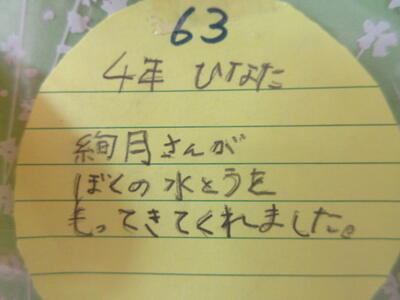 63
4年 ひなた
絢月さんが
ぼくの水とうを
もってきてくれました。